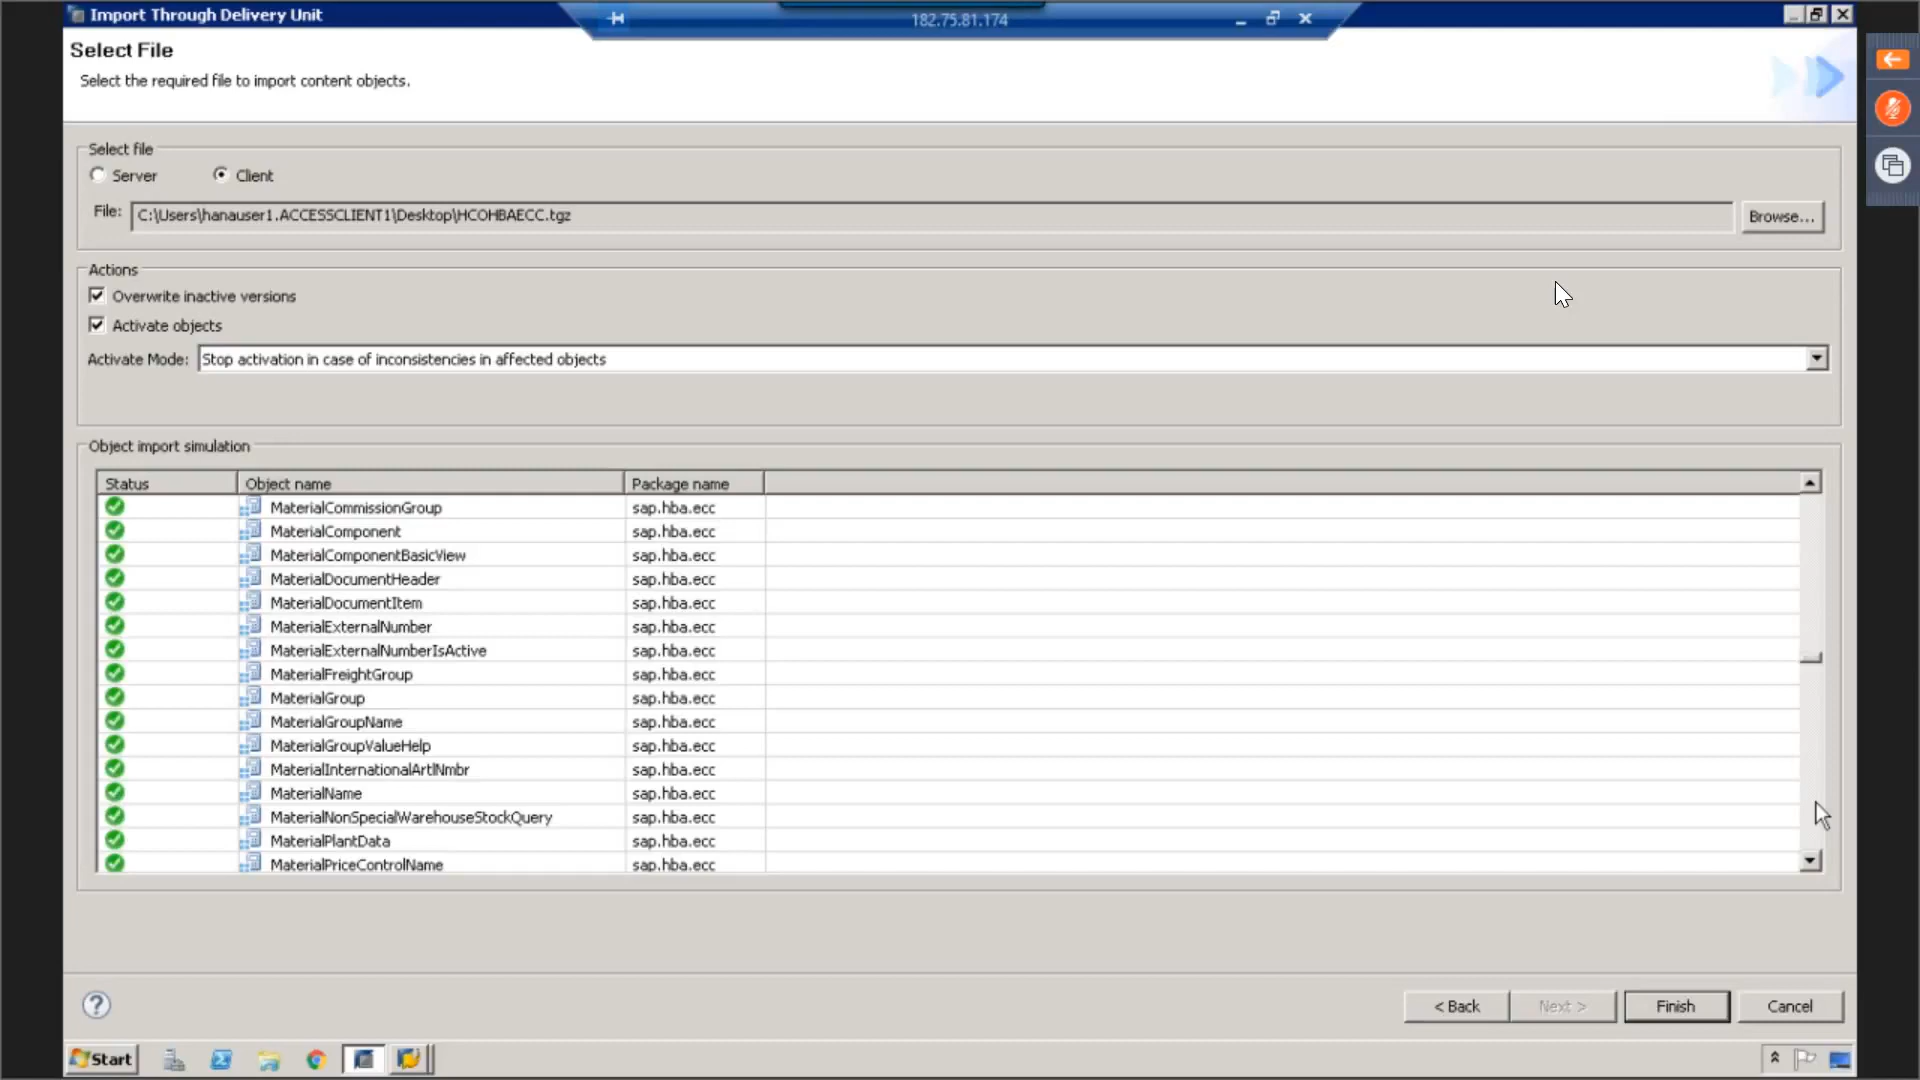 Import Through Delivery Unit
182.75.81.174
Select File
Select the required file to import content objects.
Select file
Server
Client
File:
C:\Users\hanauser1.ACCESSCLIENT1\Desktop\HCOHBAECC.tgz
Browse...
Actions
Overwrite inactive versions
Activate objects
Activate Mode:
Stop activation in case of inconsistencies in affected objects
Object import simulation
Status Object name Package name
MaterialCommissionGroup sap.hba.ecc
MaterialComponent sap.hba.ecc
MaterialComponentBasicView sap.hba.ecc
MaterialDocumentHeader sap.hba.ecc
MaterialDocumentItem sap.hba.ecc
MaterialExternalNumber sap.hba.ecc
MaterialExternalNumberIsActive sap.hba.ecc
MaterialFreightGroup sap.hba.ecc
MaterialGroup sap.hba.ecc
MaterialGroupName sap.hba.ecc
MaterialGroupValueHelp sap.hba.ecc
MaterialInternationalArtlNmbr sap.hba.ecc
MaterialName sap.hba.ecc
MaterialNonSpecialWarehouseStockQuery sap.hba.ecc
MaterialPlantData sap.hba.ecc
MaterialPriceControlName sap.hba.ecc
?
< Back
Next >
Finish
Cancel
Start